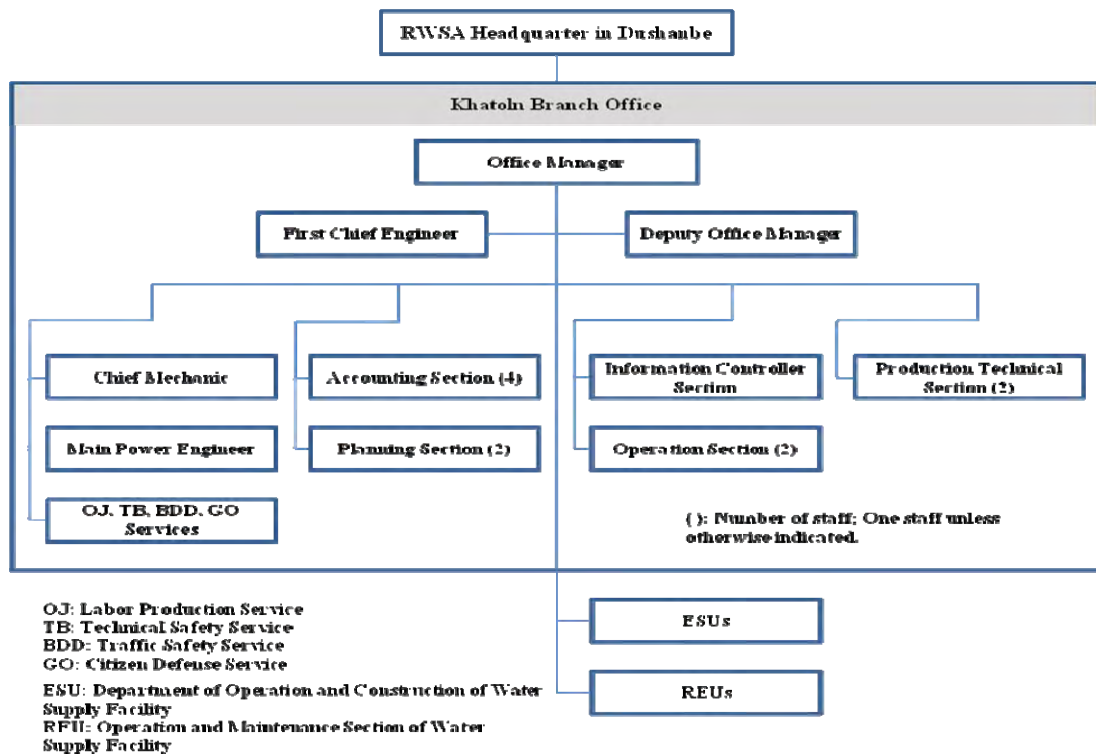 RWSA Headquarter in Dushanbe
Khatoln Branch Office
Office Manager
First Chief Engineer
Deputy Office Manager
Chief Mechanic
Accounting Section (4)
Information Controller
Section
Production Technical
Section (2)
Main Power Engineer
Planning Section (2)
Operation Section (2)
OJ, TB, BDD, GO
Services
( ): Number of staff; One staff unless
otherwise indicated.
OJ: Labor Production Service
TB: Technical Safety Service
BDD: Traffic Safety Service
GO: Citizen Defense Service
ESU: Department of Operation and Construction of Water
Supply Facility
REU: Operation and Maintenance Section of Water
Supply Facility
ESUs
REUs